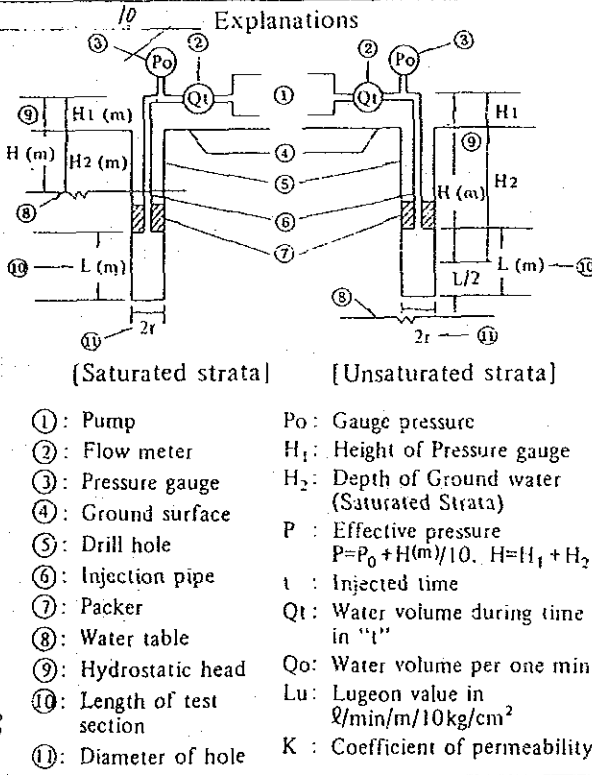 10
Explanations
③ Po ② Qt ① Qt ② Po ③
⑨ H1 (m) H (m) H2 (m)
H1 ⑨ H (m) H2
④
⑤
⑥
⑦
⑧
⑩ L (m)
L/2 L (m) ⑩
⑧
⑪ 2r
2r ⑪
[Saturated strata] [Unsaturated strata]
①: Pump
②: Flow meter
③: Pressure gauge
④: Ground surface
⑤: Drill hole
⑥: Injection pipe
⑦: Packer
⑧: Water table
⑨: Hydrostatic head
⑩: Length of test
section
⑪: Diameter of hole
Po: Gauge pressure
H₁: Height of Pressure gauge
H₂: Depth of Ground water
(Saturated Strata)
P : Effective pressure
P=P₀+H(m)/10. H=H₁+H₂
t : Injected time
Qt: Water volume during time
in "t"
Qo: Water volume per one min
Lu: Lugeon value in
ℓ/min/m/10kg/cm²
K : Coefficient of permeability